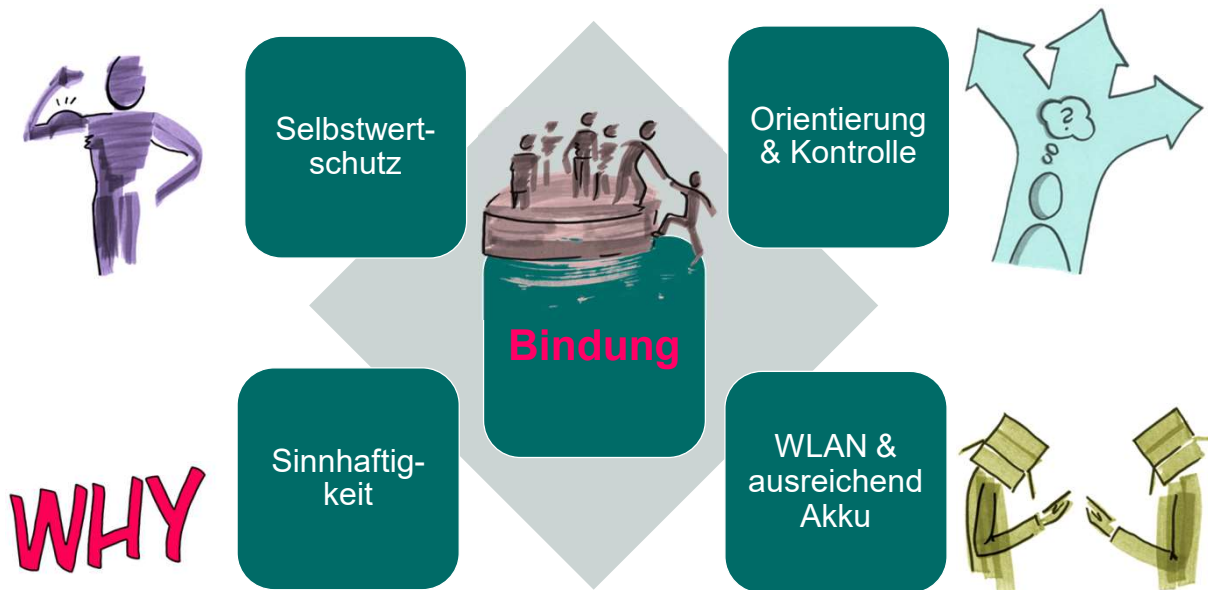 Selbstwert-
schutz
Orientierung
& Kontrolle
?
Bindung
Sinnhaftig-
keit
WLAN &
ausreichend
Akku
WHY